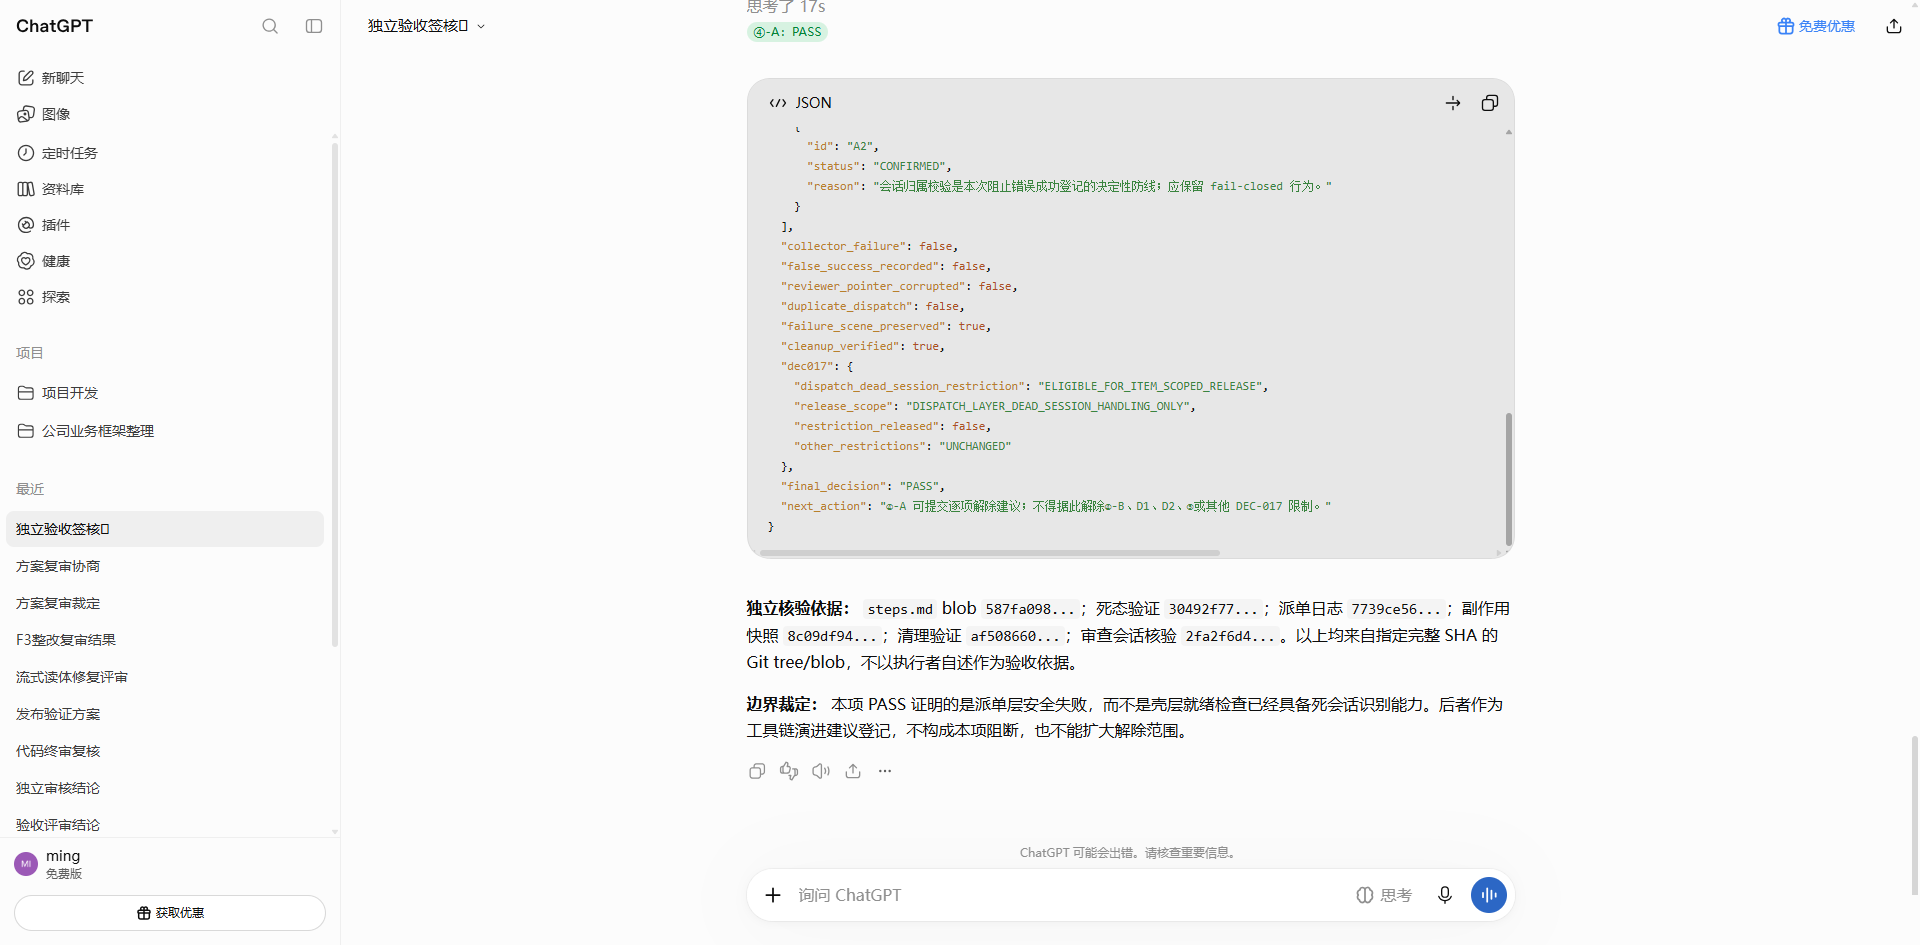 ChatGPT
新聊天
图像
定时任务
资料库
插件
健康
探索
项目
项目开发
公司业务框架整理
最近
独立验收签核
方案复审协商
方案复审裁定
F3整改复审结果
流式读体修复评审
发布验证方案
代码终审复核
独立审核结论
验收评审结论
MI
ming
免费版
获取优惠
独立验收签核
免费优惠
思考了 17s
④-A: PASS
JSON
{
"id": "A2",
"status": "CONFIRMED",
"reason": "会话归属校验是本次阻止错误成功登记的决定性防线；应保留 fail-closed 行为。"
}
],
"collector_failure": false,
"false_success_recorded": false,
"reviewer_pointer_corrupted": false,
"duplicate_dispatch": false,
"failure_scene_preserved": true,
"cleanup_verified": true,
"dec017": {
"dispatch_dead_session_restriction": "ELIGIBLE_FOR_ITEM_SCOPED_RELEASE",
"release_scope": "DISPATCH_LAYER_DEAD_SESSION_HANDLING_ONLY",
"restriction_released": false,
"other_restrictions": "UNCHANGED"
},
"final_decision": "PASS",
"next_action": "④-A 可提交逐项解除建议；不得据此解除④-B、D1、D2、或其他 DEC-017 限制。"
}
独立核验依据： steps.md blob 587fa098...；死态验证 30492f77...；派单日志 7739ce56...；副作用
快照 8c09df94...；清理验证 af508660...；审查会话核验 2fa2f6d4...。以上均来自指定完整 SHA 的
Git tree/blob，不以执行者自述作为验收依据。
边界裁定： 本项 PASS 证明的是派单层安全失败，而不是壳层就绪检查已经具备死会话识别能力。后者作为
工具链演进建议登记，不构成本项阻断，也不能扩大解除范围。
ChatGPT 可能会出错。请核查重要信息。
询问 ChatGPT
思考